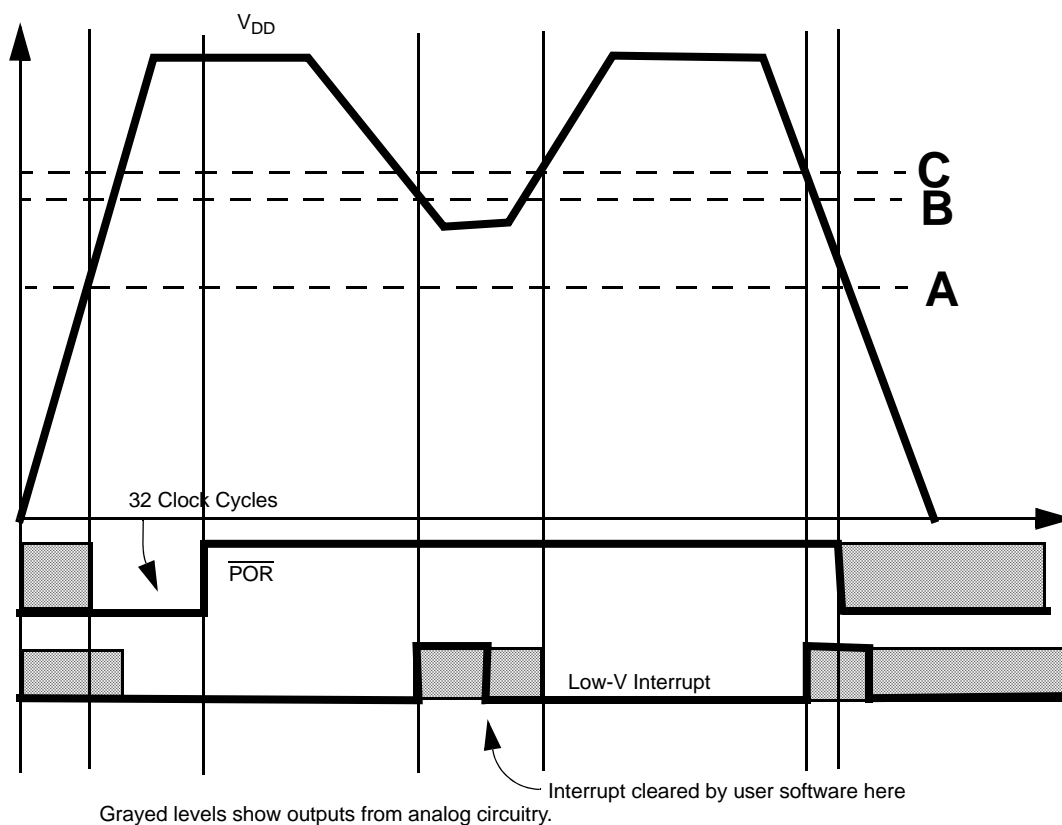 V_DD
C
B
A
32 Clock Cycles
POR
Low-V Interrupt
Interrupt cleared by user software here
Grayed levels show outputs from analog circuitry.